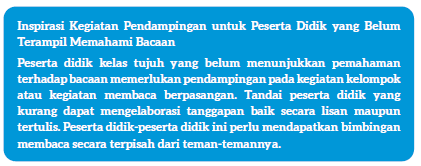 Inspirasi Kegiatan Pendampingan untuk Peserta Didik yang Belum
Terampil Memahami Bacaan
Peserta didik kelas tujuh yang belum menunjukkan pemahaman
terhadap bacaan memerlukan pendampingan pada kegiatan kelompok
atau kegiatan membaca berpasangan. Tandai peserta didik yang
kurang dapat mengelaborasi tanggapan baik secara lisan maupun
tertulis. Peserta didik-peserta didik ini perlu mendapatkan bimbingan
membaca secara terpisah dari teman-temannya.